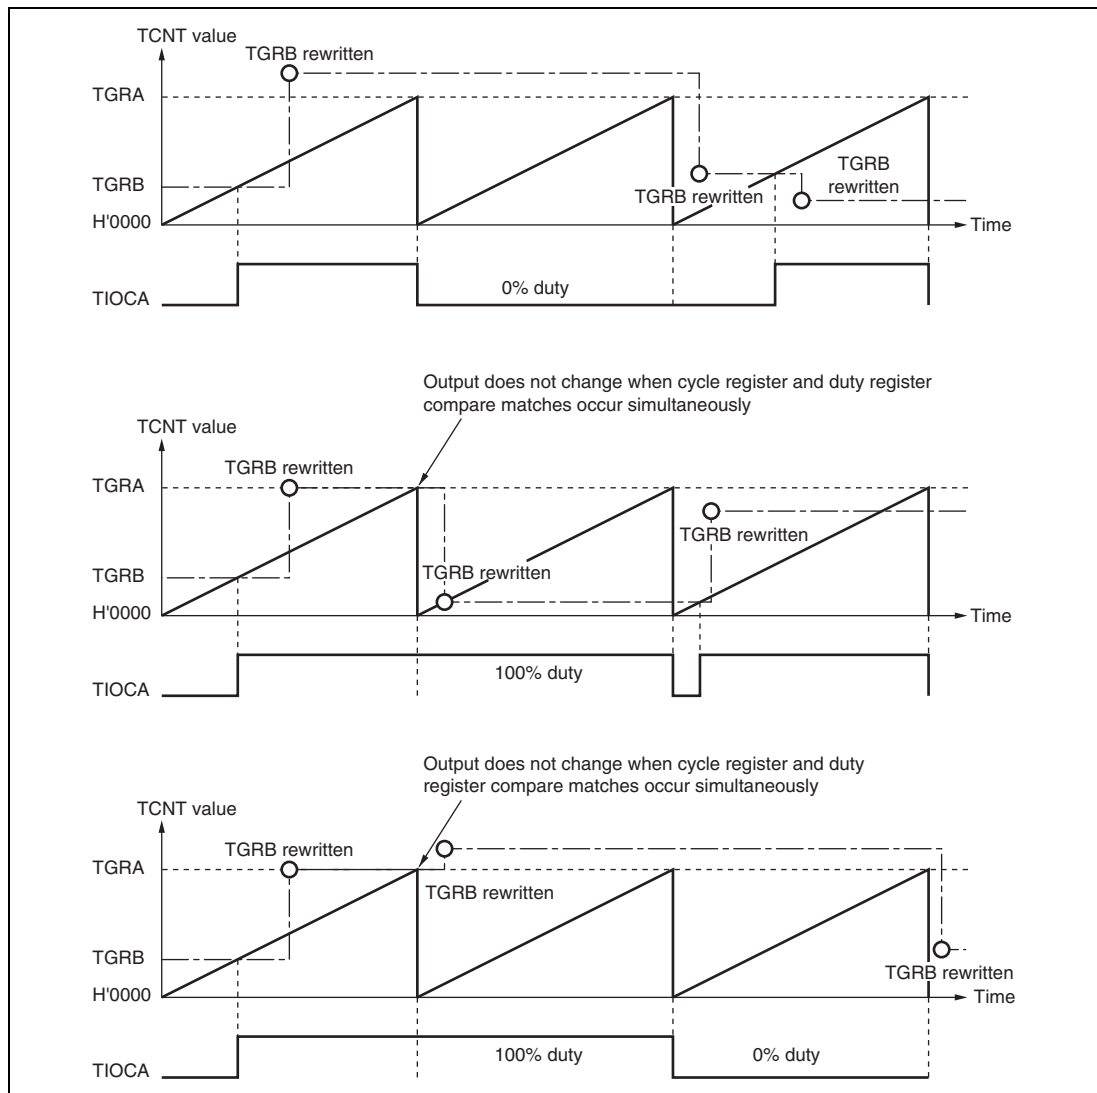 TCNT value
TGRB rewritten
TGRA
TGRB
rewritten
TGRB
TGRB rewritten
H'0000
Time
0% duty
TIOCA
Output does not change when cycle register and duty register
compare matches occur simultaneously
TCNT value
TGRB rewritten
TGRA
TGRB rewritten
TGRB
TGRB rewritten
H'0000
Time
100% duty
TIOCA
Output does not change when cycle register and duty
register compare matches occur simultaneously
TCNT value
TGRB rewritten
TGRA
TGRB rewritten
TGRB
TGRB rewritten
H'0000
Time
100% duty
0% duty
TIOCA